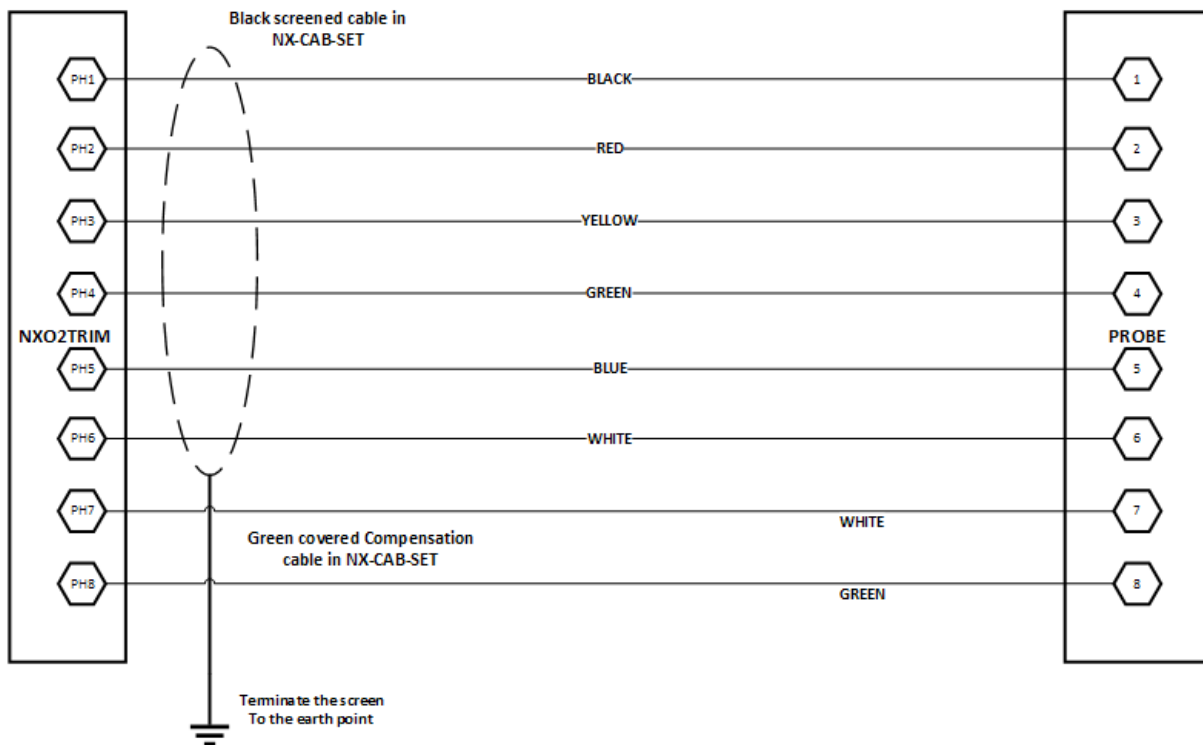 Black screened cable in
NX-CAB-SET
PH1
BLACK
1
PH2
RED
2
PH3
YELLOW
3
PH4
GREEN
4
NXO2TRIM
PROBE
PH5
BLUE
5
PH6
WHITE
6
PH7
WHITE
7
Green covered Compensation
cable in NX-CAB-SET
PH8
GREEN
8
Terminate the screen
To the earth point